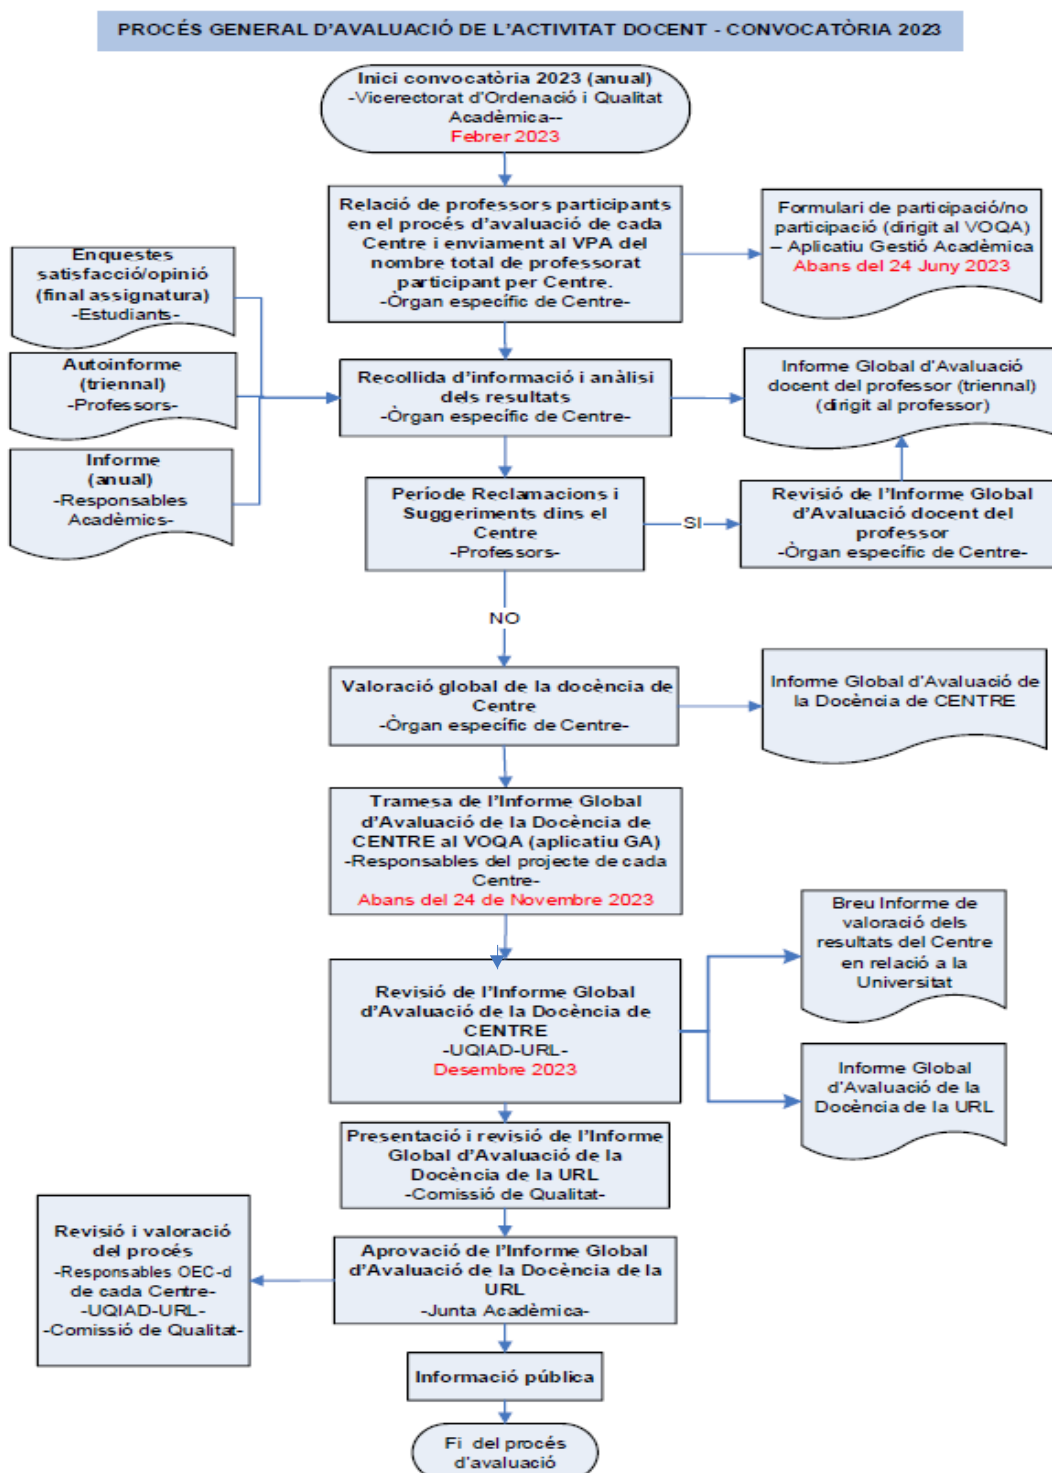 PROCÉS GENERAL D'AVALUACIÓ DE L'ACTIVITAT DOCENT - CONVOCATÒRIA 2023
Inici convocatòria 2023 (anual)
-Vicerectorat d'Ordenació i Qualitat
Acadèmica--
Febrer 2023
Relació de professors participants
en el procés d'avaluació de cada
Centre i enviament al VPA del
nombre total de professorat
participant per Centre.
-Òrgan específic de Centre-
Formulari de participació/no
participació (dirigit al VOQA)
– Aplicatiu Gestió Acadèmica
Abans del 24 Juny 2023
Enquestes
satisfacció/opinió
(final assignatura)
-Estudiants-
Autoinforme
(triennal)
-Professors-
Informe
(anual)
-Responsables
Acadèmics-
Recollida d'informació i anàlisi
dels resultats
-Òrgan específic de Centre-
Informe Global d'Avaluació
docent del professor (triennal)
(dirigit al professor)
Període Reclamacions i
Suggeriments dins el
Centre
-Professors-
SI
Revisió de l'Informe Global
d'Avaluació docent del
professor
-Òrgan específic de Centre-
NO
Valoració global de la docència de
Centre
-Òrgan específic de Centre-
Informe Global d'Avaluació de
la Docència de CENTRE
Tramesa de l'Informe Global
d'Avaluació de la Docència de
CENTRE al VOQA (aplicatiu GA)
-Responsables del projecte de cada
Centre-
Abans del 24 de Novembre 2023
Breu Informe de
valoració dels
resultats del Centre
en relació a la
Universitat
Revisió de l'Informe Global
d'Avaluació de la Docència de
CENTRE
-UQIAD-URL-
Desembre 2023
Informe Global
d'Avaluació de la
Docència de la URL
Presentació i revisió de l'Informe
Global d'Avaluació de la
Docència de la URL
-Comissió de Qualitat-
Revisió i valoració
del procés
-Responsables OEC-d
de cada Centre-
-UQIAD-URL-
-Comissió de Qualitat-
Aprovació de l'Informe Global
d'Avaluació de la Docència de la
URL
-Junta Acadèmica-
Informació pública
Fi del procés
d'avaluació